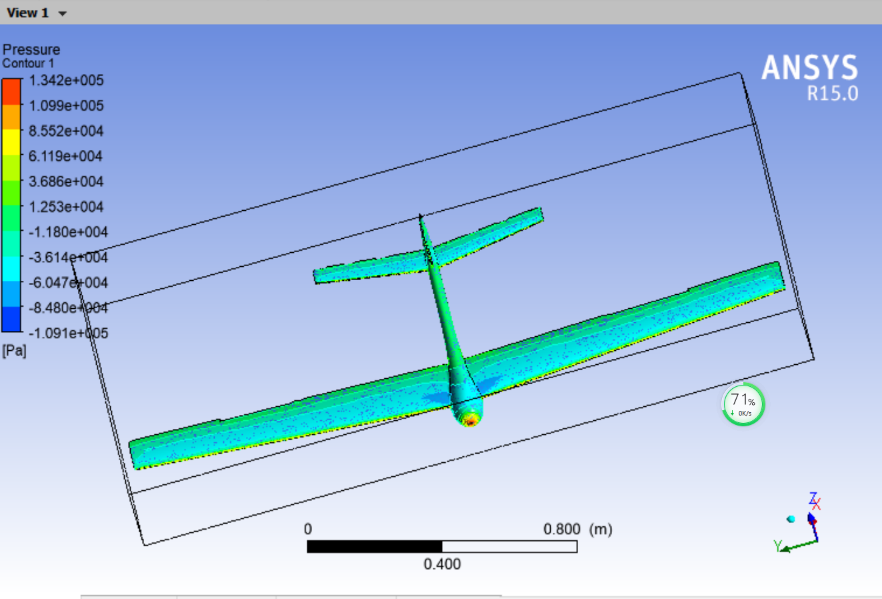 View 1
Pressure
Contour 1
1.342e+005
1.099e+005
8.552e+004
6.119e+004
3.686e+004
1.253e+004
-1.180e+004
-3.614e+004
-6.047e+004
-8.480e+004
-1.091e+005
[Pa]
ANSYS
R15.0
71%
↓ 0K/s
0 0.800 (m)
0.400
Z
X
Y